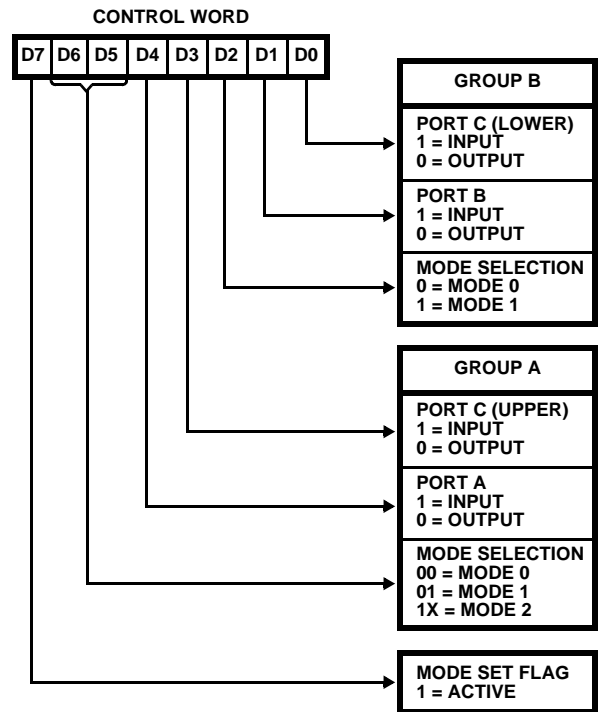 CONTROL WORD
D7 D6 D5 D4 D3 D2 D1 D0
GROUP B
PORT C (LOWER)
1 = INPUT
0 = OUTPUT
PORT B
1 = INPUT
0 = OUTPUT
MODE SELECTION
0 = MODE 0
1 = MODE 1
GROUP A
PORT C (UPPER)
1 = INPUT
0 = OUTPUT
PORT A
1 = INPUT
0 = OUTPUT
MODE SELECTION
00 = MODE 0
01 = MODE 1
1X = MODE 2
MODE SET FLAG
1 = ACTIVE